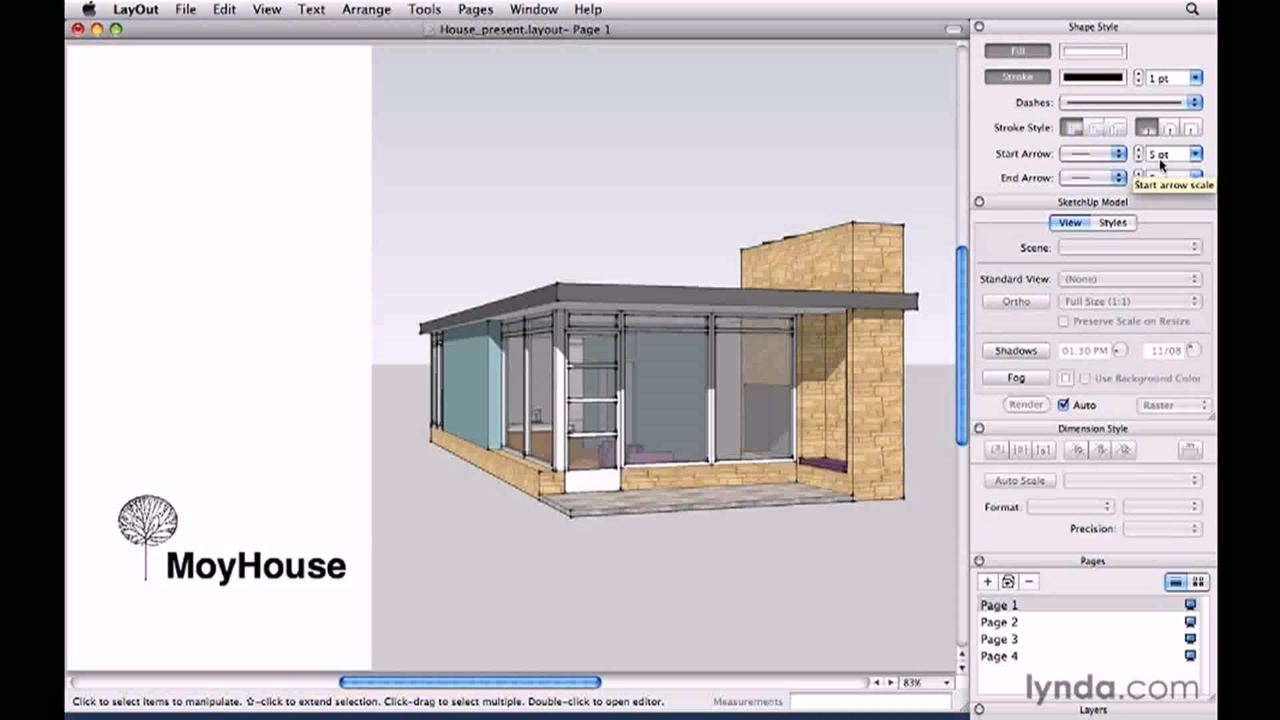 LayOut File Edit View Text Arrange Tools Pages Window Help
House_present.layout- Page 1
Shape Style
Fill
Stroke 1 pt
Dashes:
Stroke Style:
Start Arrow: 5 pt
End Arrow:
Start arrow scale
SketchUp Model
View Styles
Scene:
Standard View: (None)
Ortho Full Size (1:1)
Preserve Scale on Resize
Shadows 01:30 PM 11/08
Fog Use Background Color
Render Auto Raster
Dimension Style
Auto Scale
Format:
Precision:
Pages
Page 1
Page 2
Page 3
Page 4
Layers
MoyHouse
83%
Click to select items to manipulate. ⇧-click to extend selection. Click-drag to select multiple. Double-click to open editor. Measurements
lynda.com